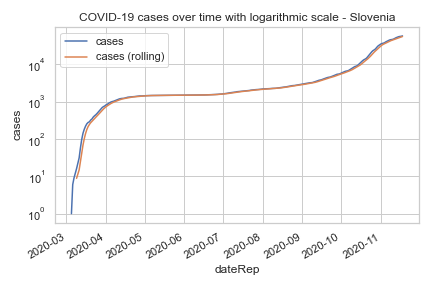 COVID-19 cases over time with logarithmic scale - Slovenia
cases
cases (rolling)
10⁴
10³
10²
10¹
10⁰
cases
2020-03
2020-04
2020-05
2020-06
2020-07
2020-08
2020-09
2020-10
2020-11
dateRep